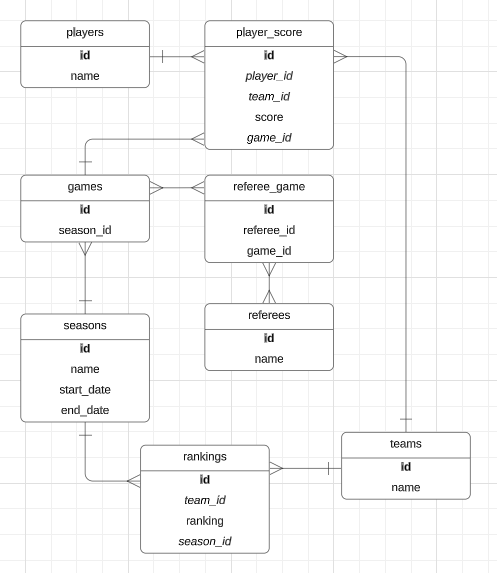 players
id
name
player_score
id
player_id
team_id
score
game_id
games
id
season_id
referee_game
id
referee_id
game_id
referees
id
name
seasons
id
name
start_date
end_date
rankings
id
team_id
ranking
season_id
teams
id
name